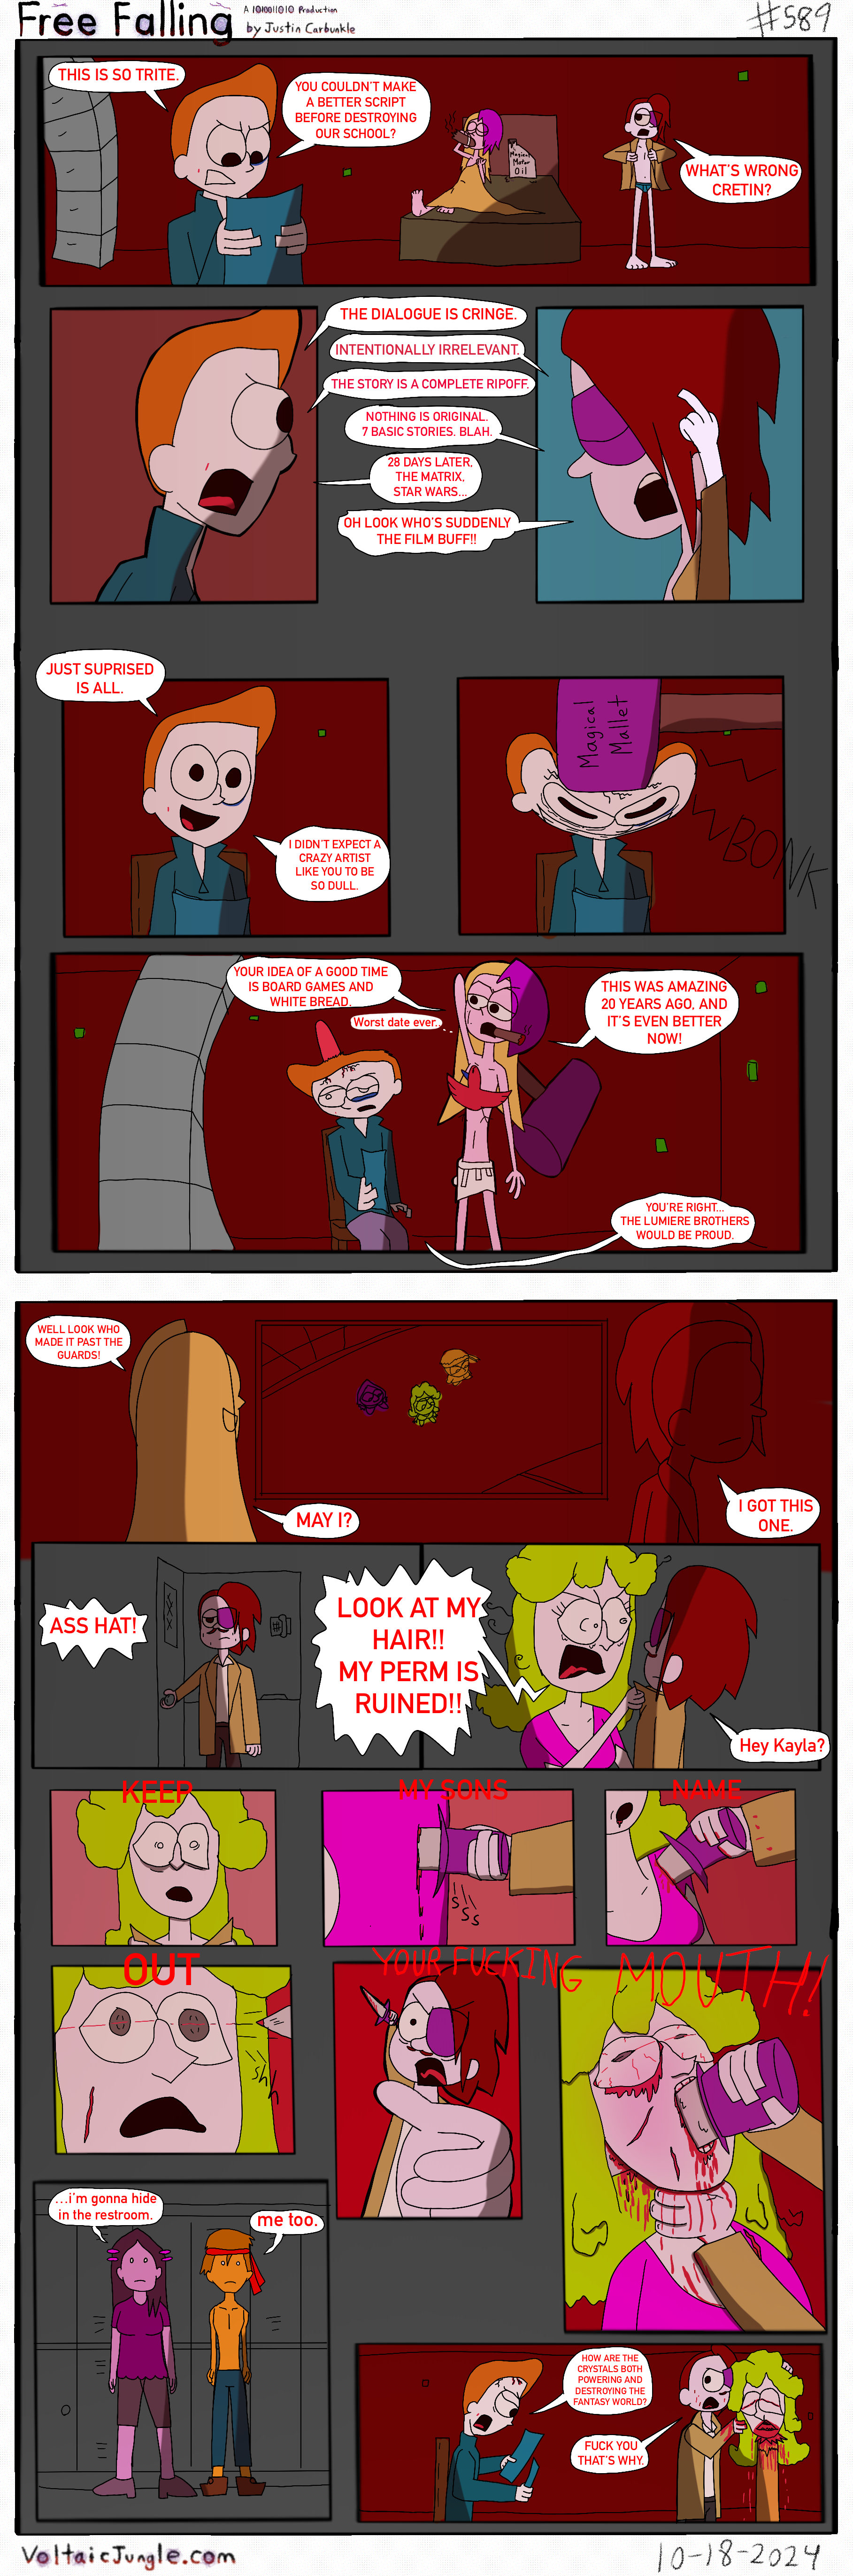 Free Falling
A 1010011010 Production
by Justin Carbunkle
#589
THIS IS SO TRITE.
YOU COULDN'T MAKE
A BETTER SCRIPT
BEFORE DESTROYING
OUR SCHOOL?
Magical
Motor
Oil
WHAT'S WRONG
CRETIN?
THE DIALOGUE IS CRINGE.
INTENTIONALLY IRRELEVANT.
THE STORY IS A COMPLETE RIPOFF.
NOTHING IS ORIGINAL.
7 BASIC STORIES. BLAH.
28 DAYS LATER,
THE MATRIX,
STAR WARS...
OH LOOK WHO'S SUDDENLY
THE FILM BUFF!!
JUST SUPRISED
IS ALL.
I DIDN'T EXPECT A
CRAZY ARTIST
LIKE YOU TO BE
SO DULL.
Magical
Mallet
BONK
YOUR IDEA OF A GOOD TIME
IS BOARD GAMES AND
WHITE BREAD.
Worst date ever...
THIS WAS AMAZING
20 YEARS AGO, AND
IT'S EVEN BETTER
NOW!
YOU'RE RIGHT...
THE LUMIERE BROTHERS
WOULD BE PROUD.
WELL LOOK WHO
MADE IT PAST THE
GUARDS!
MAY I?
I GOT THIS
ONE.
ASS HAT!
LOOK AT MY
HAIR!!
MY PERM IS
RUINED!!
Hey Kayla?
KEEP
MY SONS
NAME
SSS
OUT
YOUR FUCKING MOUTH!
...i'm gonna hide
in the restroom.
me too.
HOW ARE THE
CRYSTALS BOTH
POWERING AND
DESTROYING THE
FANTASY WORLD?
FUCK YOU
THAT'S WHY.
VoltaicJungle.com
10-18-2024